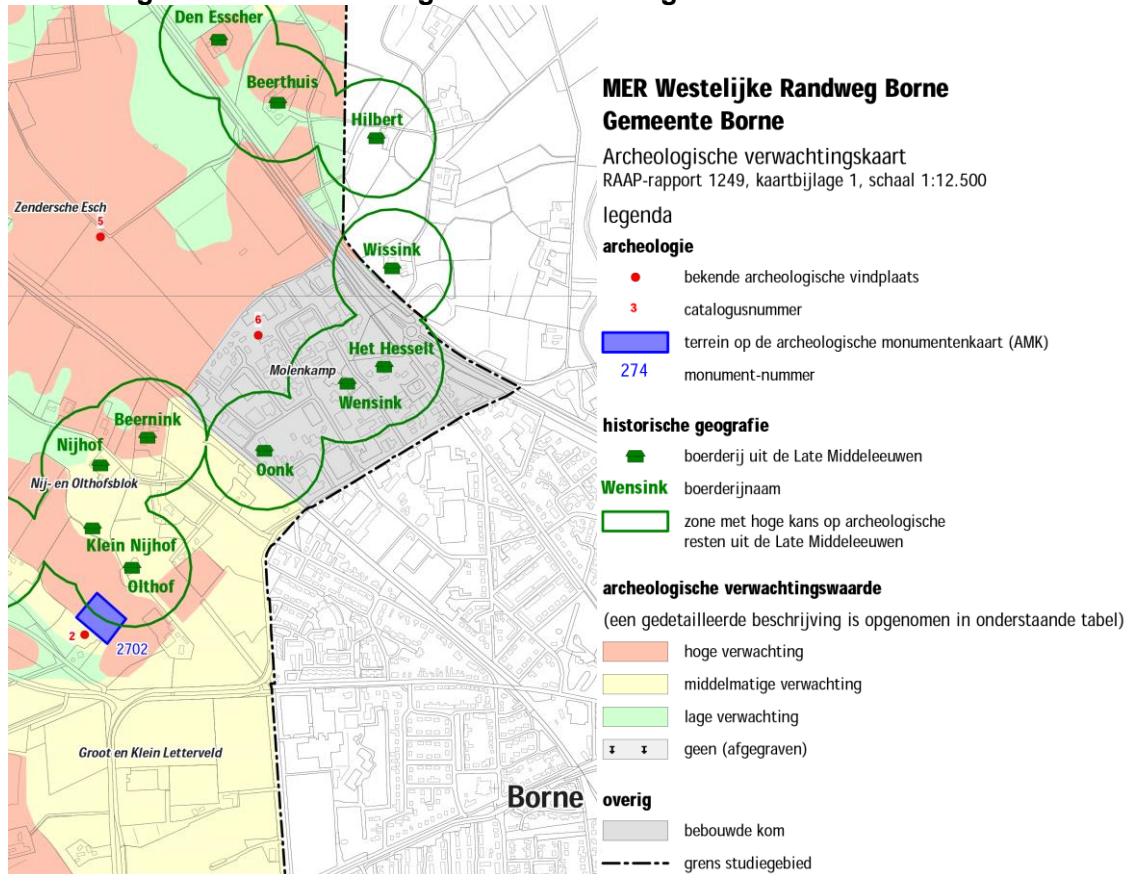 Den Esscher
Beerthuis
Hilbert
Zendersche Esch
5
Wissink
6
Het Hesselt
Molenkamp
Wensink
Beernink
Nijhof
Oonk
Nij- en Olthofsblok
Klein Nijhof
Olthof
2
2702
Groot en Klein Letterveld
Borne
MER Westelijke Randweg Borne
Gemeente Borne
Archeologische verwachtingskaart
RAAP-rapport 1249, kaartbijlage 1, schaal 1:12.500
legenda
archeologie
bekende archeologische vindplaats
3 catalogusnummer
terrein op de archeologische monumentenkaart (AMK)
274 monument-nummer
historische geografie
boerderij uit de Late Middeleeuwen
Wensink boerderijnaam
zone met hoge kans op archeologische
resten uit de Late Middeleeuwen
archeologische verwachtingswaarde
(een gedetailleerde beschrijving is opgenomen in onderstaande tabel)
hoge verwachting
middelmatige verwachting
lage verwachting
geen (afgegraven)
overig
bebouwde kom
grens studiegebied